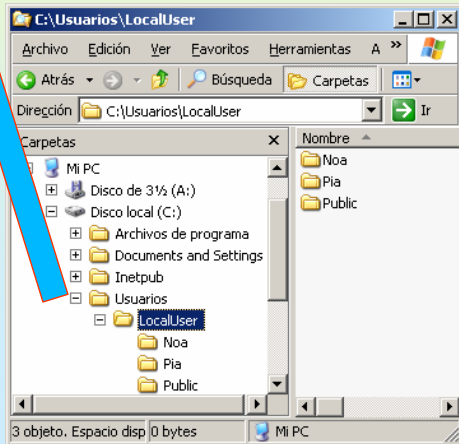 C:\Usuarios\LocalUser
Archivo Edición Ver Favoritos Herramientas A »
Atrás Búsqueda Carpetas
Dirección C:\Usuarios\LocalUser Ir
Carpetas
Mi PC
Disco de 3½ (A:)
Disco local (C:)
Archivos de programa
Documents and Settings
Inetpub
Usuarios
LocalUser
Noa
Pia
Public
Nombre
Noa
Pia
Public
3 objeto. Espacio disp 0 bytes Mi PC